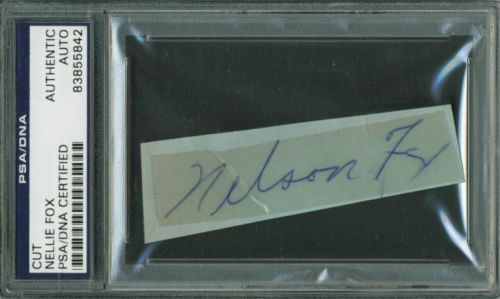 PSA/DNA
CUT
NELLIE FOX
PSA/DNA CERTIFIED
AUTHENTIC
AUTO
83855842
Nelson Fox